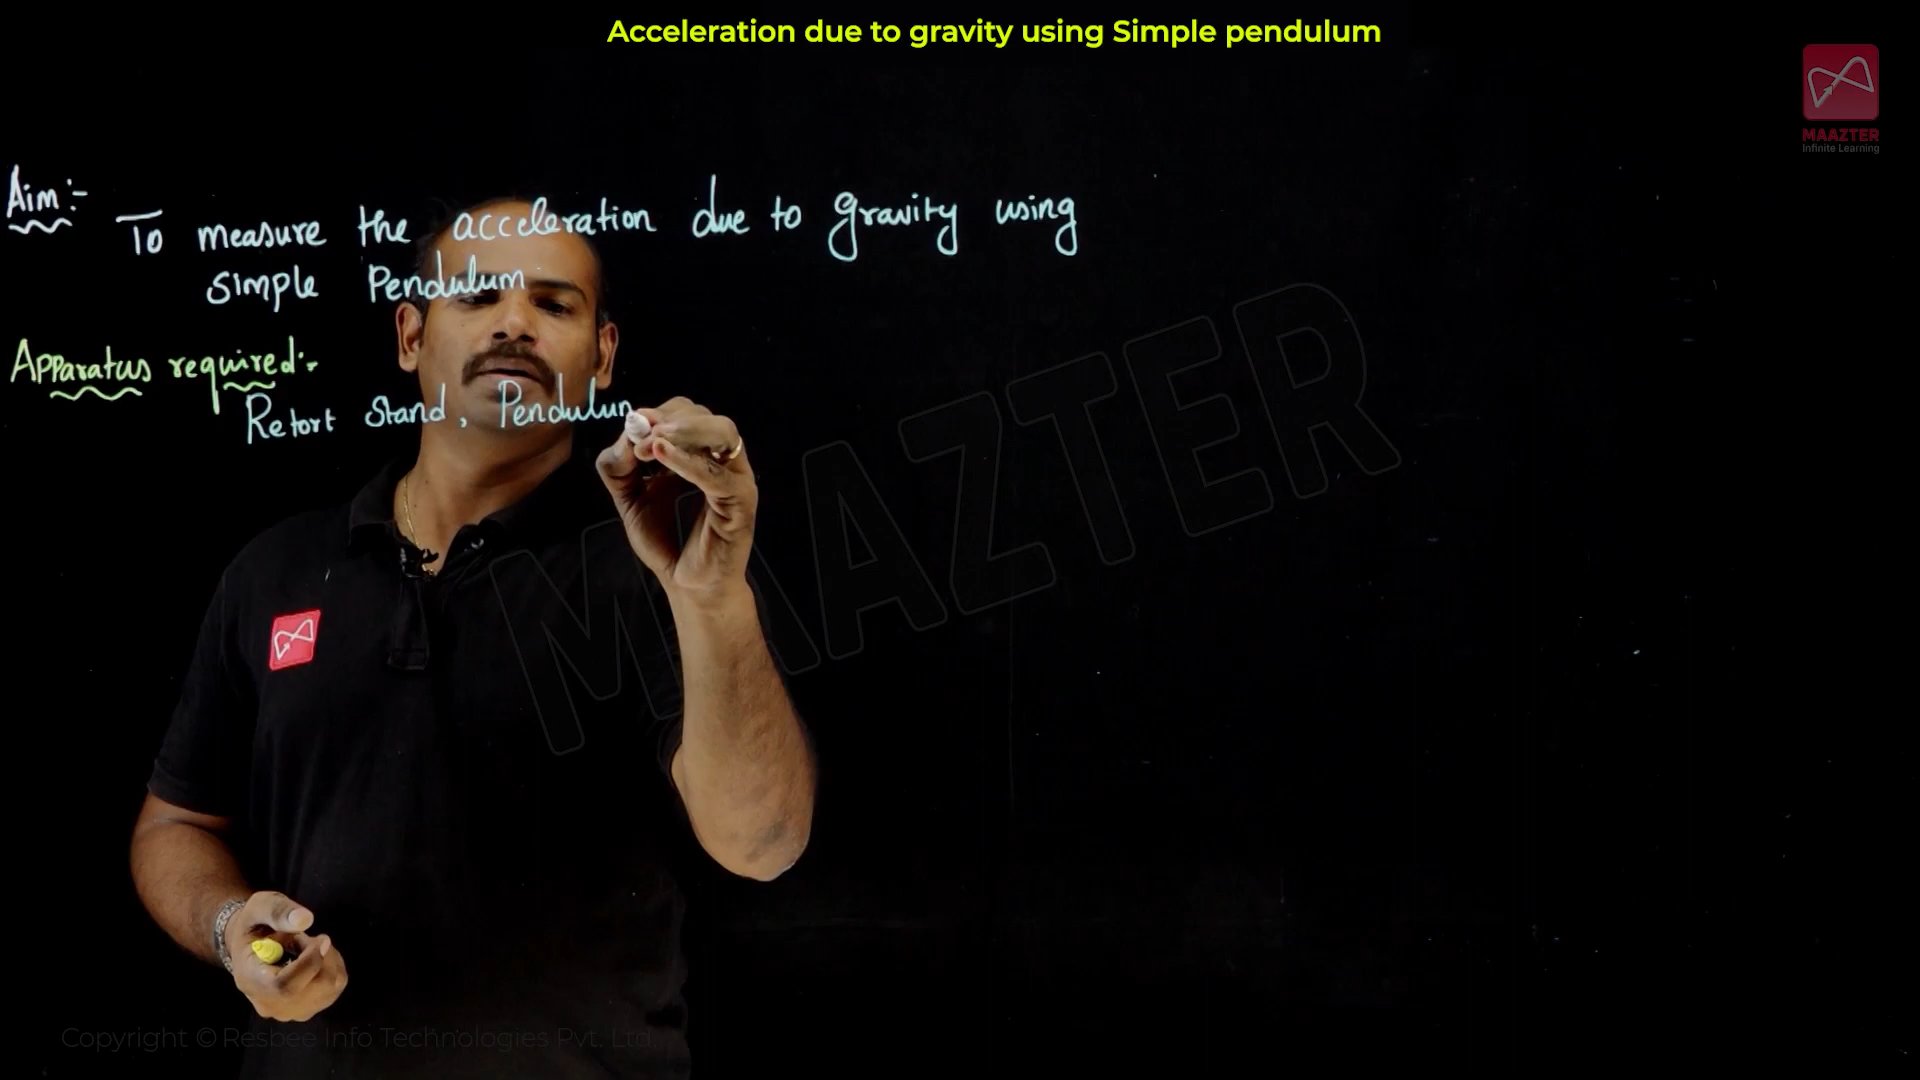 Acceleration due to gravity using Simple pendulum
MAAZTER
Infinite Learning
Aim:-
To measure the acceleration due to gravity using
simple Pendulum
Apparatus required:-
Retort Stand, Pendulum
MAAZTER
Copyright © Resbee Info Technologies Pvt. Ltd.